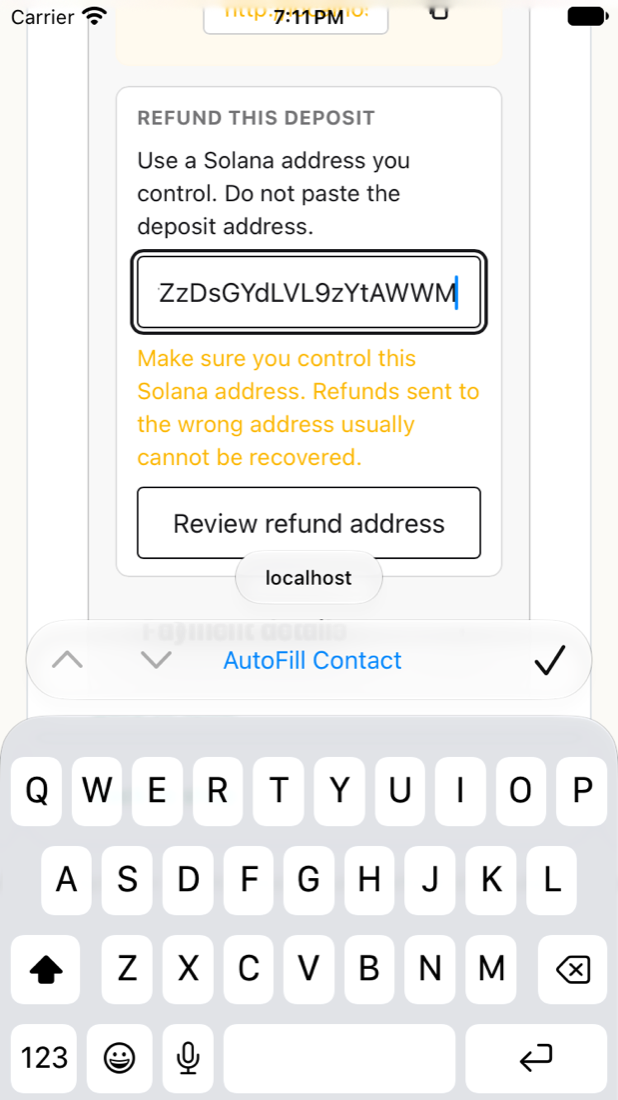 Carrier 7:11 PM
REFUND THIS DEPOSIT
Use a Solana address you
control. Do not paste the
deposit address.
ZzDsGYdLVL9zYtAWWM
Make sure you control this
Solana address. Refunds sent to
the wrong address usually
cannot be recovered.
Review refund address
localhost
Payment details
AutoFill Contact
Q W E R T Y U I O P
A S D F G H J K L
Z X C V B N M
123